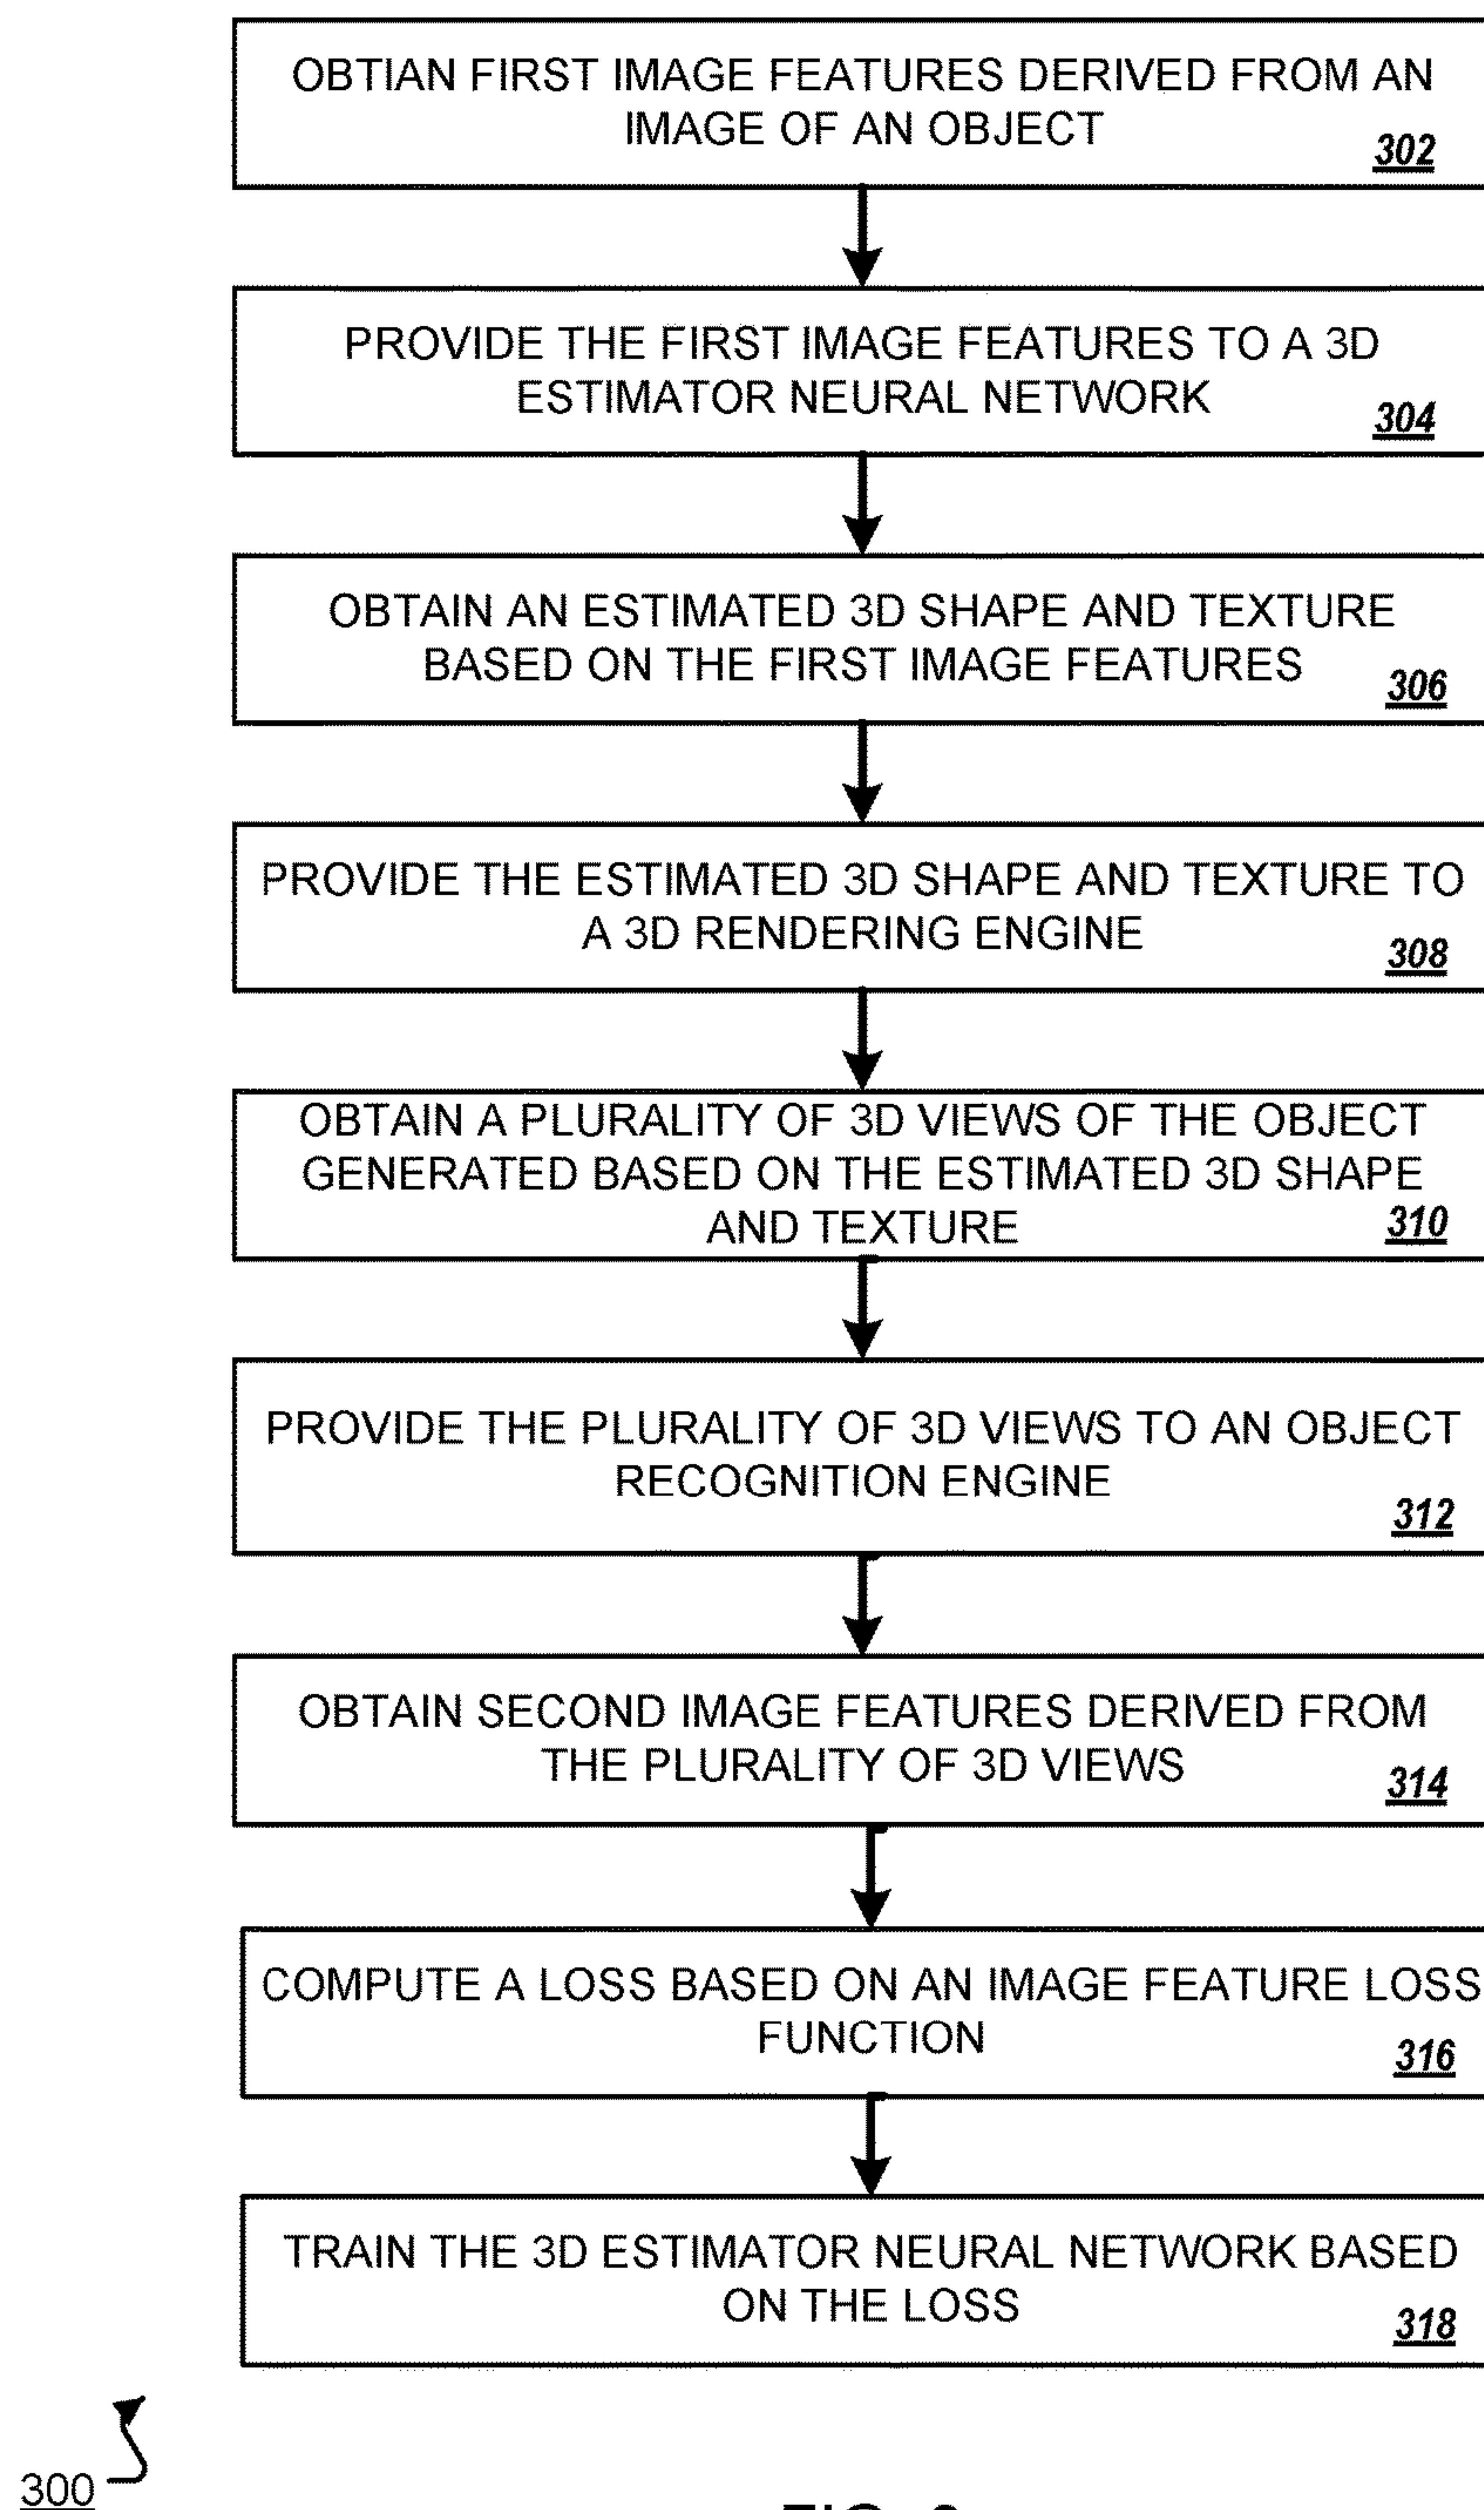 OBTIAN FIRST IMAGE FEATURES DERIVED FROM AN
IMAGE OF AN OBJECT
302
PROVIDE THE FIRST IMAGE FEATURES TO A 3D
ESTIMATOR NEURAL NETWORK
304
OBTAIN AN ESTIMATED 3D SHAPE AND TEXTURE
BASED ON THE FIRST IMAGE FEATURES
306
PROVIDE THE ESTIMATED 3D SHAPE AND TEXTURE TO
A 3D RENDERING ENGINE
308
OBTAIN A PLURALITY OF 3D VIEWS OF THE OBJECT
GENERATED BASED ON THE ESTIMATED 3D SHAPE
AND TEXTURE
310
PROVIDE THE PLURALITY OF 3D VIEWS TO AN OBJECT
RECOGNITION ENGINE
312
OBTAIN SECOND IMAGE FEATURES DERIVED FROM
THE PLURALITY OF 3D VIEWS
314
COMPUTE A LOSS BASED ON AN IMAGE FEATURE LOSS
FUNCTION
316
TRAIN THE 3D ESTIMATOR NEURAL NETWORK BASED
ON THE LOSS
318
300
FIG.